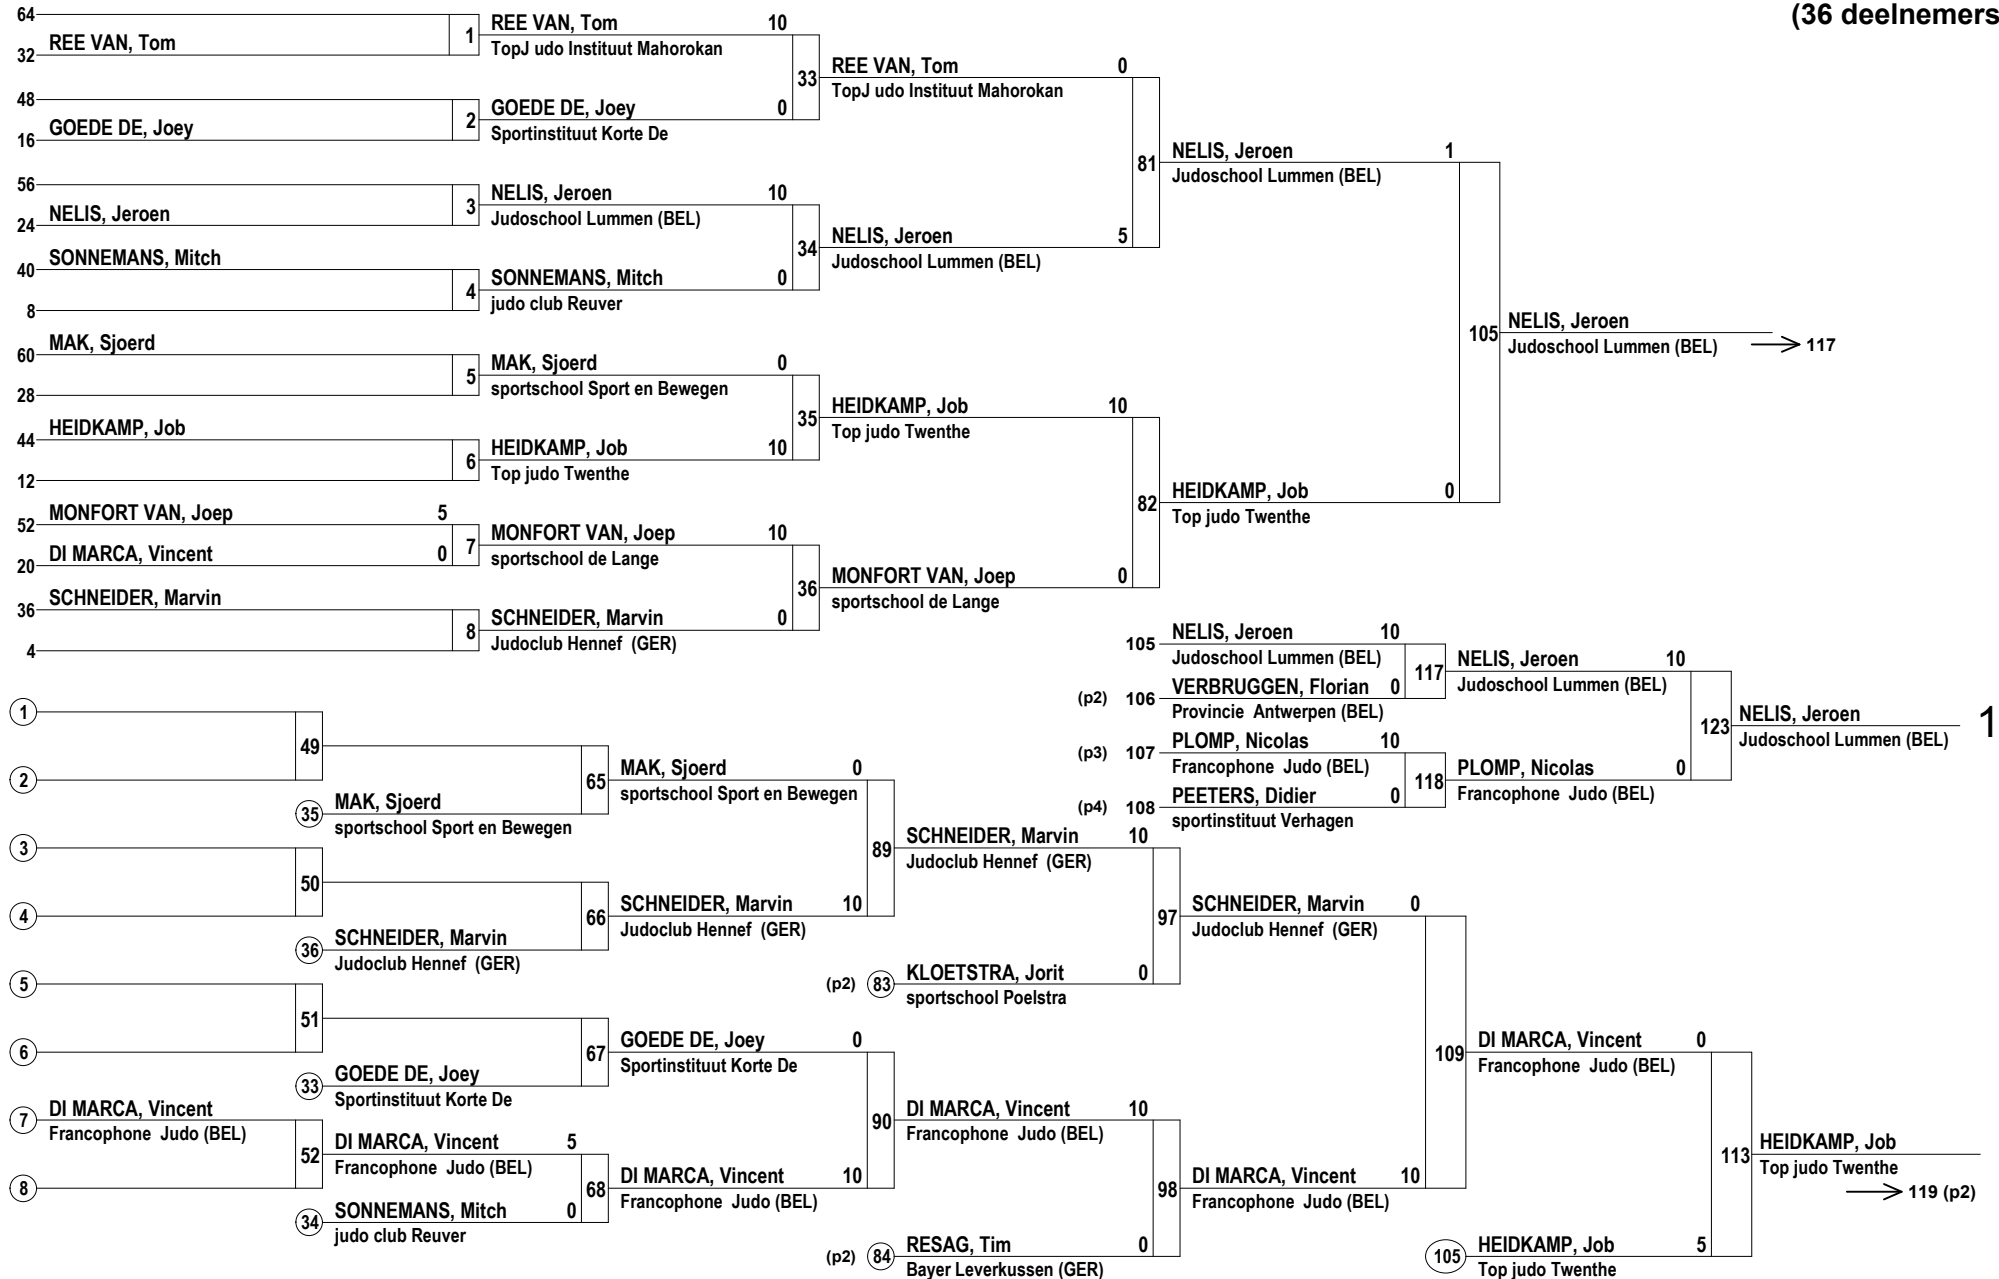 (36 deelnemers
64
REE VAN, Tom
32
1
REE VAN, Tom 10
TopJ udo Instituut Mahorokan
48
GOEDE DE, Joey
16
2
GOEDE DE, Joey 0
Sportinstituut Korte De
33
REE VAN, Tom 0
TopJ udo Instituut Mahorokan
56
NELIS, Jeroen
24
3
NELIS, Jeroen 10
Judoschool Lummen (BEL)
SONNEMANS, Mitch
40
8
4
SONNEMANS, Mitch 0
judo club Reuver
34
NELIS, Jeroen 5
Judoschool Lummen (BEL)
81
NELIS, Jeroen 1
Judoschool Lummen (BEL)
MAK, Sjoerd
60
28
5
MAK, Sjoerd 0
sportschool Sport en Bewegen
HEIDKAMP, Job
44
12
6
HEIDKAMP, Job 10
Top judo Twenthe
35
HEIDKAMP, Job 10
Top judo Twenthe
MONFORT VAN, Joep 5
52
DI MARCA, Vincent 0
20
7
MONFORT VAN, Joep 10
sportschool de Lange
SCHNEIDER, Marvin
36
4
8
SCHNEIDER, Marvin 0
Judoclub Hennef (GER)
36
MONFORT VAN, Joep 0
sportschool de Lange
82
HEIDKAMP, Job 0
Top judo Twenthe
105
NELIS, Jeroen
Judoschool Lummen (BEL) 117
105 NELIS, Jeroen 10
Judoschool Lummen (BEL)
(p2) 106 VERBRUGGEN, Florian 0
Provincie Antwerpen (BEL)
117
NELIS, Jeroen 10
Judoschool Lummen (BEL)
(p3) 107 PLOMP, Nicolas 10
Francophone Judo (BEL)
(p4) 108 PEETERS, Didier 0
sportinstituut Verhagen
118
PLOMP, Nicolas 0
Francophone Judo (BEL)
123
NELIS, Jeroen 1
Judoschool Lummen (BEL)
1
2
49
35 MAK, Sjoerd
sportschool Sport en Bewegen
65
MAK, Sjoerd 0
sportschool Sport en Bewegen
3
4
50
36 SCHNEIDER, Marvin
Judoclub Hennef (GER)
66
SCHNEIDER, Marvin 10
Judoclub Hennef (GER)
89
SCHNEIDER, Marvin 10
Judoclub Hennef (GER)
(p2) 83 KLOETSTRA, Jorit 0
sportschool Poelstra
97
SCHNEIDER, Marvin 0
Judoclub Hennef (GER)
5
6
51
33 GOEDE DE, Joey
Sportinstituut Korte De
67
GOEDE DE, Joey 0
Sportinstituut Korte De
7 DI MARCA, Vincent
Francophone Judo (BEL)
8
52
DI MARCA, Vincent 5
Francophone Judo (BEL)
34 SONNEMANS, Mitch 0
judo club Reuver
68
DI MARCA, Vincent 10
Francophone Judo (BEL)
90
DI MARCA, Vincent 10
Francophone Judo (BEL)
(p2) 84 RESAG, Tim 0
Bayer Leverkussen (GER)
98
DI MARCA, Vincent 10
Francophone Judo (BEL)
109
DI MARCA, Vincent 0
Francophone Judo (BEL)
105 HEIDKAMP, Job 5
Top judo Twenthe
113
HEIDKAMP, Job
Top judo Twenthe
119 (p2)